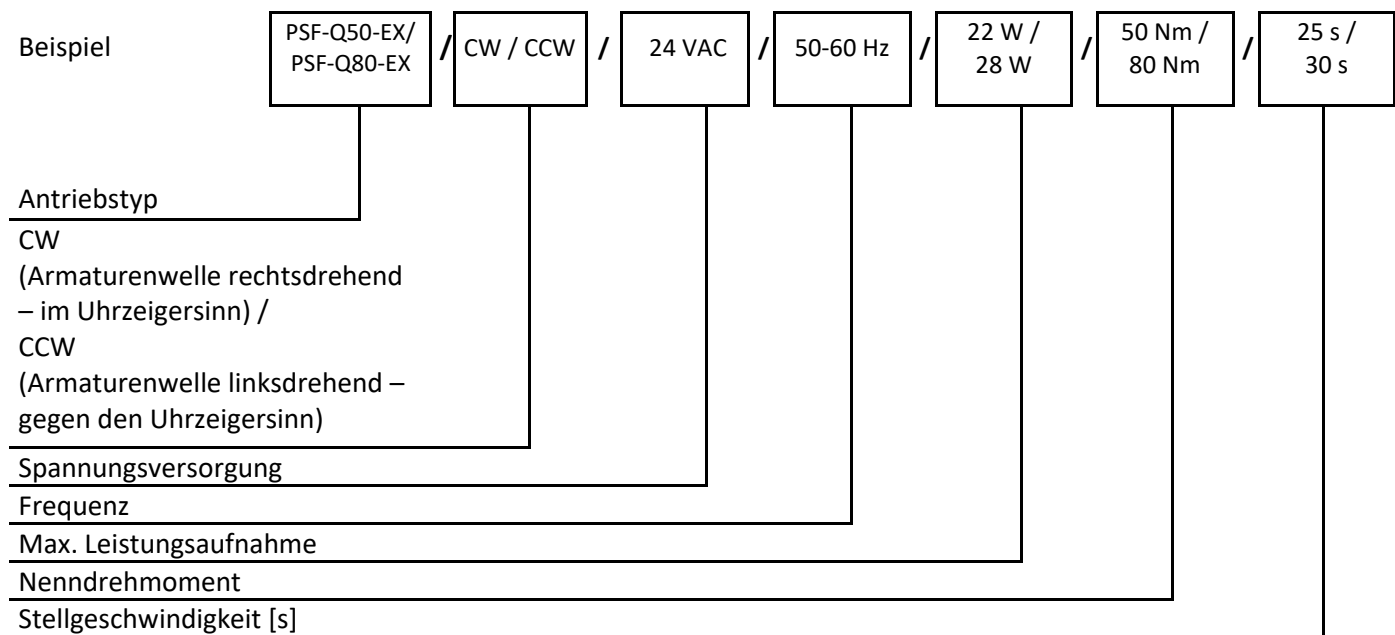 Beispiel
PSF-Q50-EX/
PSF-Q80-EX
/
CW / CCW
/
24 VAC
/
50-60 Hz
/
22 W /
28 W
/
50 Nm /
80 Nm
/
25 s /
30 s
Antriebstyp
CW
(Armaturenwelle rechtsdrehend
– im Uhrzeigersinn) /
CCW
(Armaturenwelle linksdrehend –
gegen den Uhrzeigersinn)
Spannungsversorgung
Frequenz
Max. Leistungsaufnahme
Nenndrehmoment
Stellgeschwindigkeit [s]